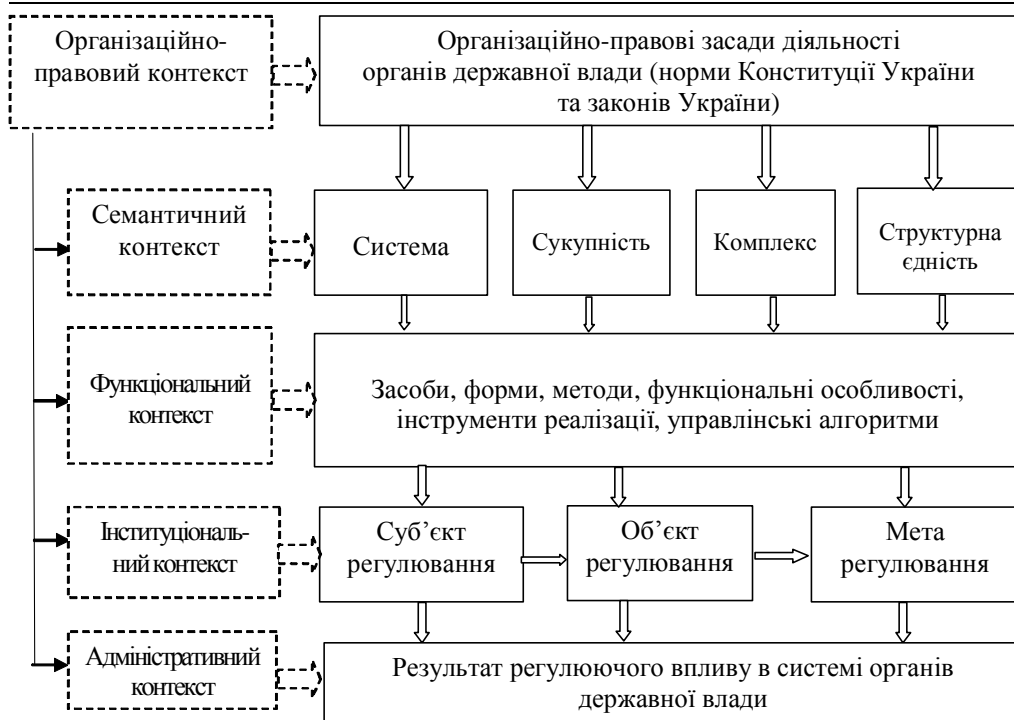 Організаційно-
правовий контекст
Організаційно-правові засади діяльності
органів державної влади (норми Конституції України
та законів України)
Семантичний
контекст
Система
Сукупність
Комплекс
Структурна
єдність
Функціональний
контекст
Засоби, форми, методи, функціональні особливості,
інструменти реалізації, управлінські алгоритми
Інституціональ-
ний контекст
Суб’єкт
регулювання
Об’єкт
регулювання
Мета
регулювання
Адміністративний
контекст
Результат регулюючого впливу в системі органів
державної влади